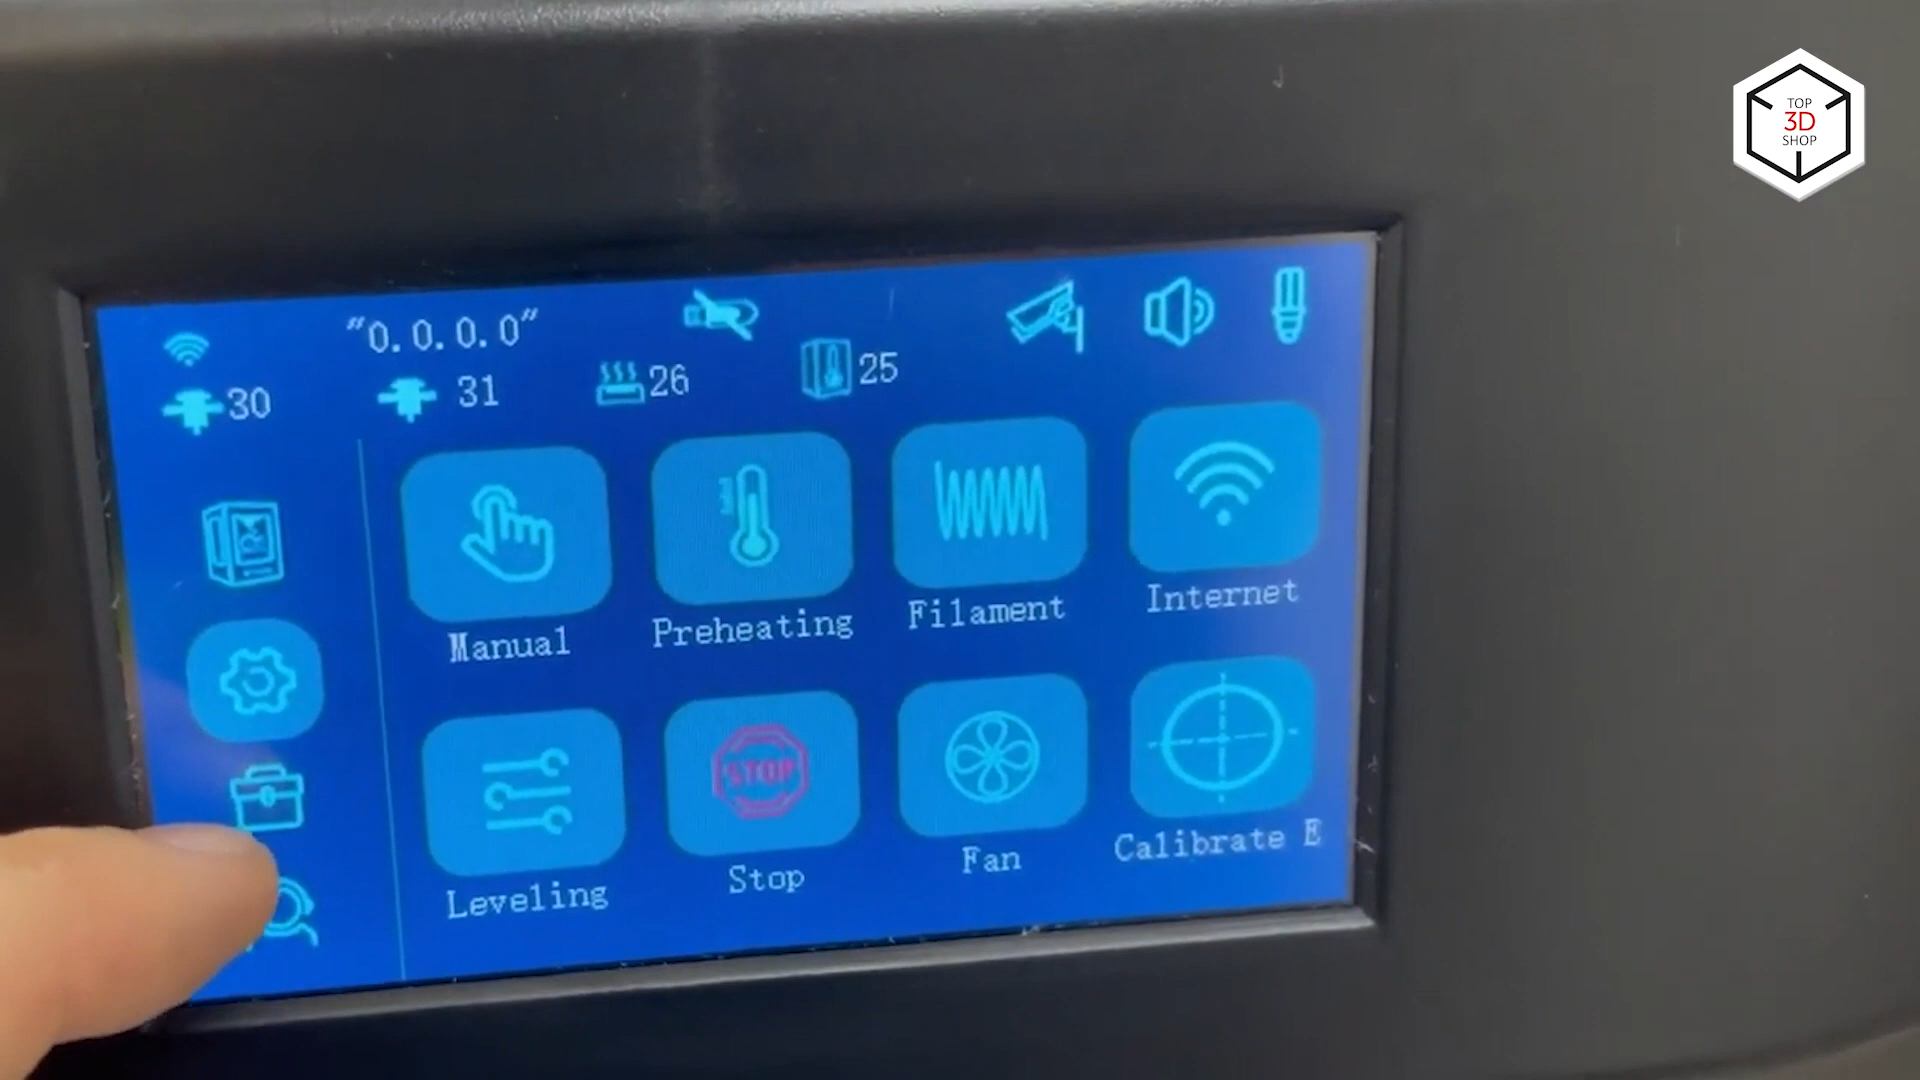 TOP
3D
SHOP
"0.0.0.0"
30 31 26 25
Manual Preheating Filament Internet
STOP
Leveling Stop Fan Calibrate E